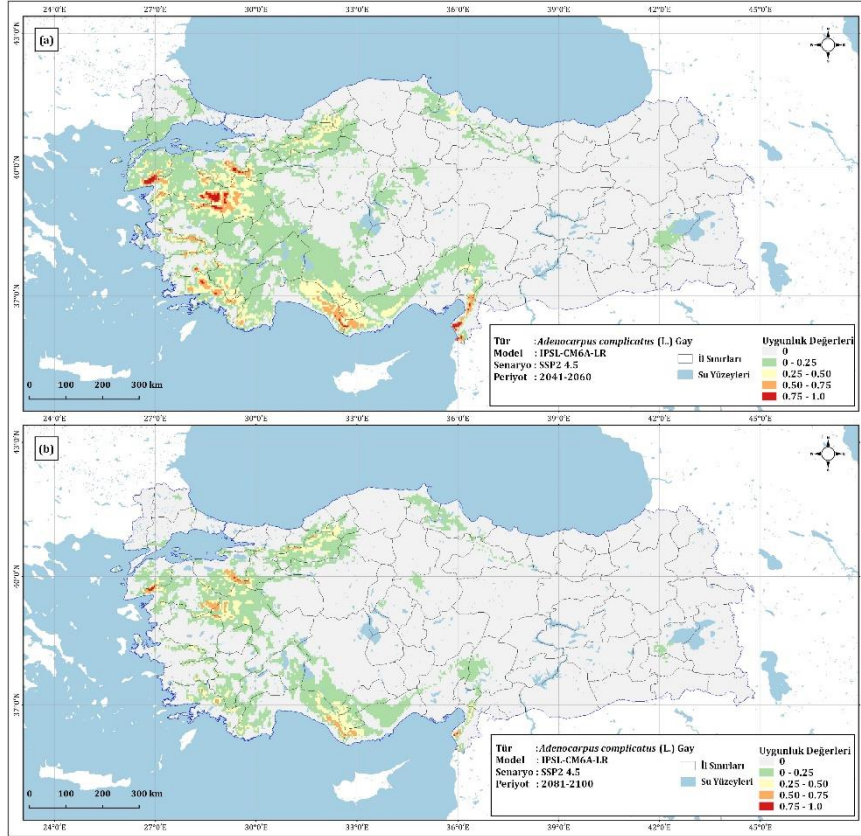 27°0'E 30°0'E 33°0'E 36°0'E 39°0'E 42°0'E 45°0'E
(a)
43°0'N
40°0'N
37°0'N
Tür : Adenocarpus complicatus (L.) Gay
Model : IPSL-CM6A-LR
Senaryo : SSP2 4.5
Periyot : 2041-2060
İl Sınırları
Su Yüzeyleri
Uygunluk Değerleri
0
0 - 0.25
0.25 - 0.50
0.50 - 0.75
0.75 - 1.0
0 100 200 300 km
27°0'E 30°0'E 33°0'E 36°0'E 39°0'E 42°0'E 45°0'E
(b)
43°0'N
40°0'N
37°0'N
Tür : Adenocarpus complicatus (L.) Gay
Model : IPSL-CM6A-LR
Senaryo : SSP2 4.5
Periyot : 2081-2100
İl Sınırları
Su Yüzeyleri
Uygunluk Değerleri
0
0 - 0.25
0.25 - 0.50
0.50 - 0.75
0.75 - 1.0
0 100 200 300 km
27°0'E 30°0'E 33°0'E 36°0'E 39°0'E 42°0'E 45°0'E